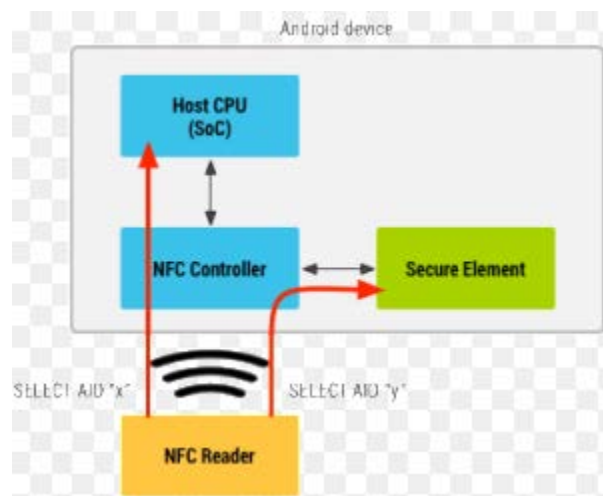 Android device
Host CPU
(SoC)
NFC Controller
Secure Element
SELECT AID "x"
SELECT AID "y"
NFC Reader